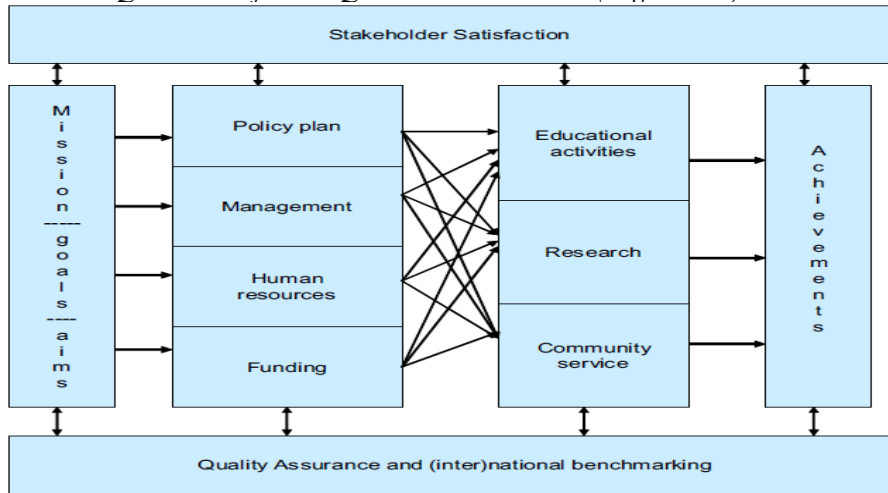 Stakeholder Satisfaction
Mission
-----
goals
----
aims
Policy plan
Management
Human
resources
Funding
Educational
activities
Research
Community
service
Achievements
Quality Assurance and (inter)national benchmarking